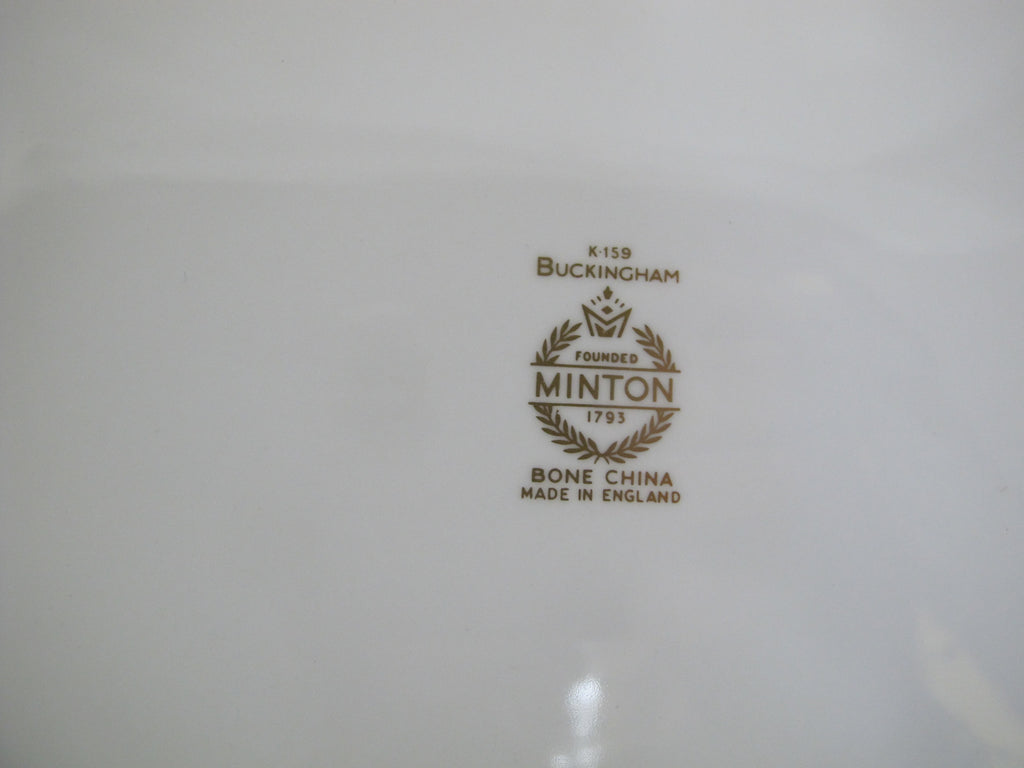 K·159
BUCKINGHAM
FOUNDED
MINTON
1793
BONE CHINA
MADE IN ENGLAND